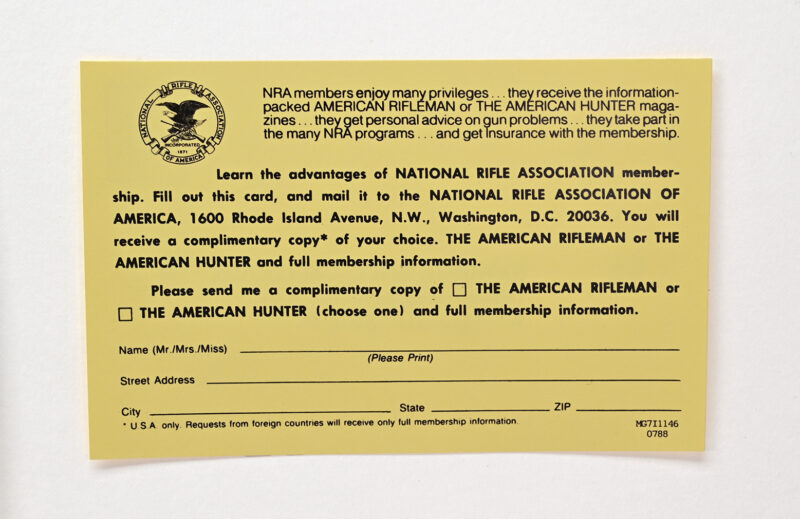 NATIONAL RIFLE ASSOCIATION
INCORPORATED
1871
OF AMERICA
NRA members enjoy many privileges . . . they receive the information-
packed AMERICAN RIFLEMAN or THE AMERICAN HUNTER maga-
zines . . . they get personal advice on gun problems . . . they take part in
the many NRA programs . . . and get insurance with the membership.
Learn the advantages of NATIONAL RIFLE ASSOCIATION member-
ship. Fill out this card, and mail it to the NATIONAL RIFLE ASSOCIATION OF
AMERICA, 1600 Rhode Island Avenue, N.W., Washington, D.C. 20036. You will
receive a complimentary copy* of your choice. THE AMERICAN RIFLEMAN or THE
AMERICAN HUNTER and full membership information.
Please send me a complimentary copy of ☐ THE AMERICAN RIFLEMAN or
☐ THE AMERICAN HUNTER (choose one) and full membership information.
Name (Mr./Mrs./Miss)
(Please Print)
Street Address
City State ZIP
* U.S.A. only. Requests from foreign countries will receive only full membership information.
MG7I1146
0788